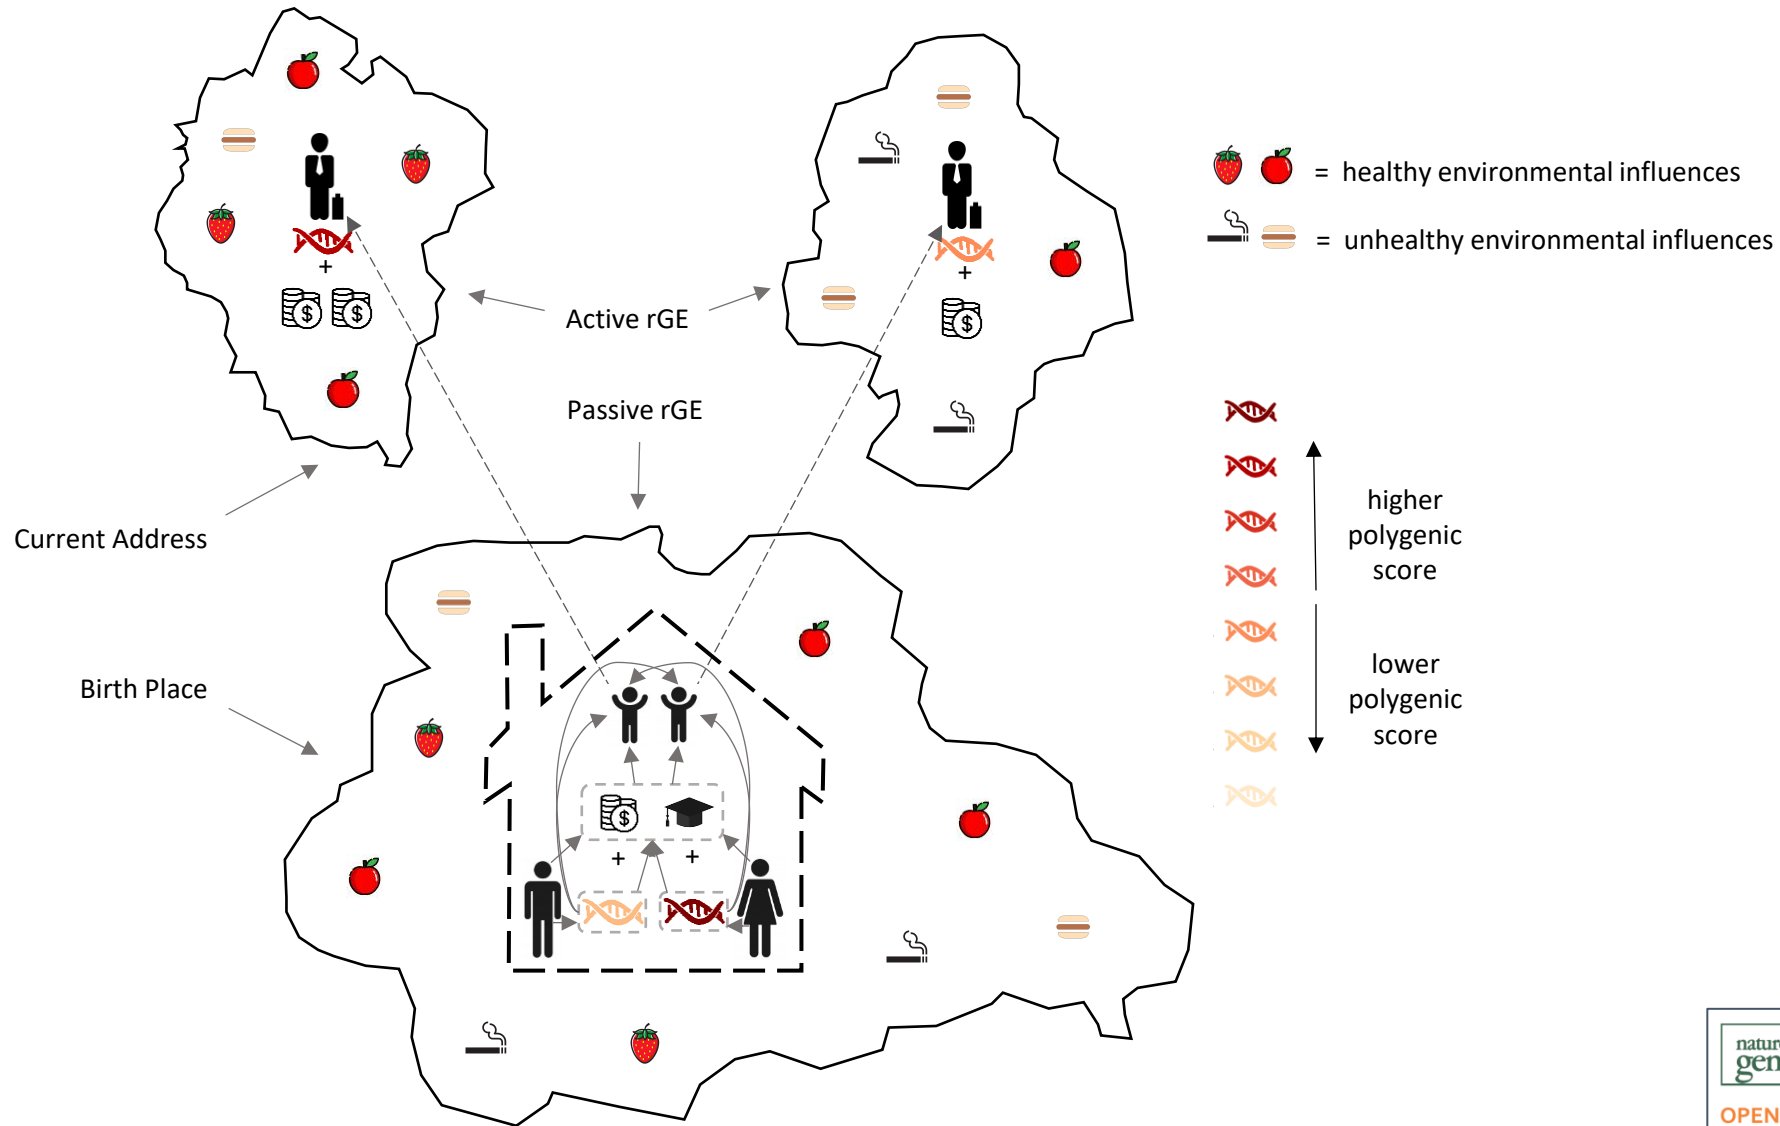 = healthy environmental influences
= unhealthy environmental influences
Active rGE
Passive rGE
Current Address
Birth Place
higher
polygenic
score
lower
polygenic
score
+
$ $
+
$
$
+ +
OPEN